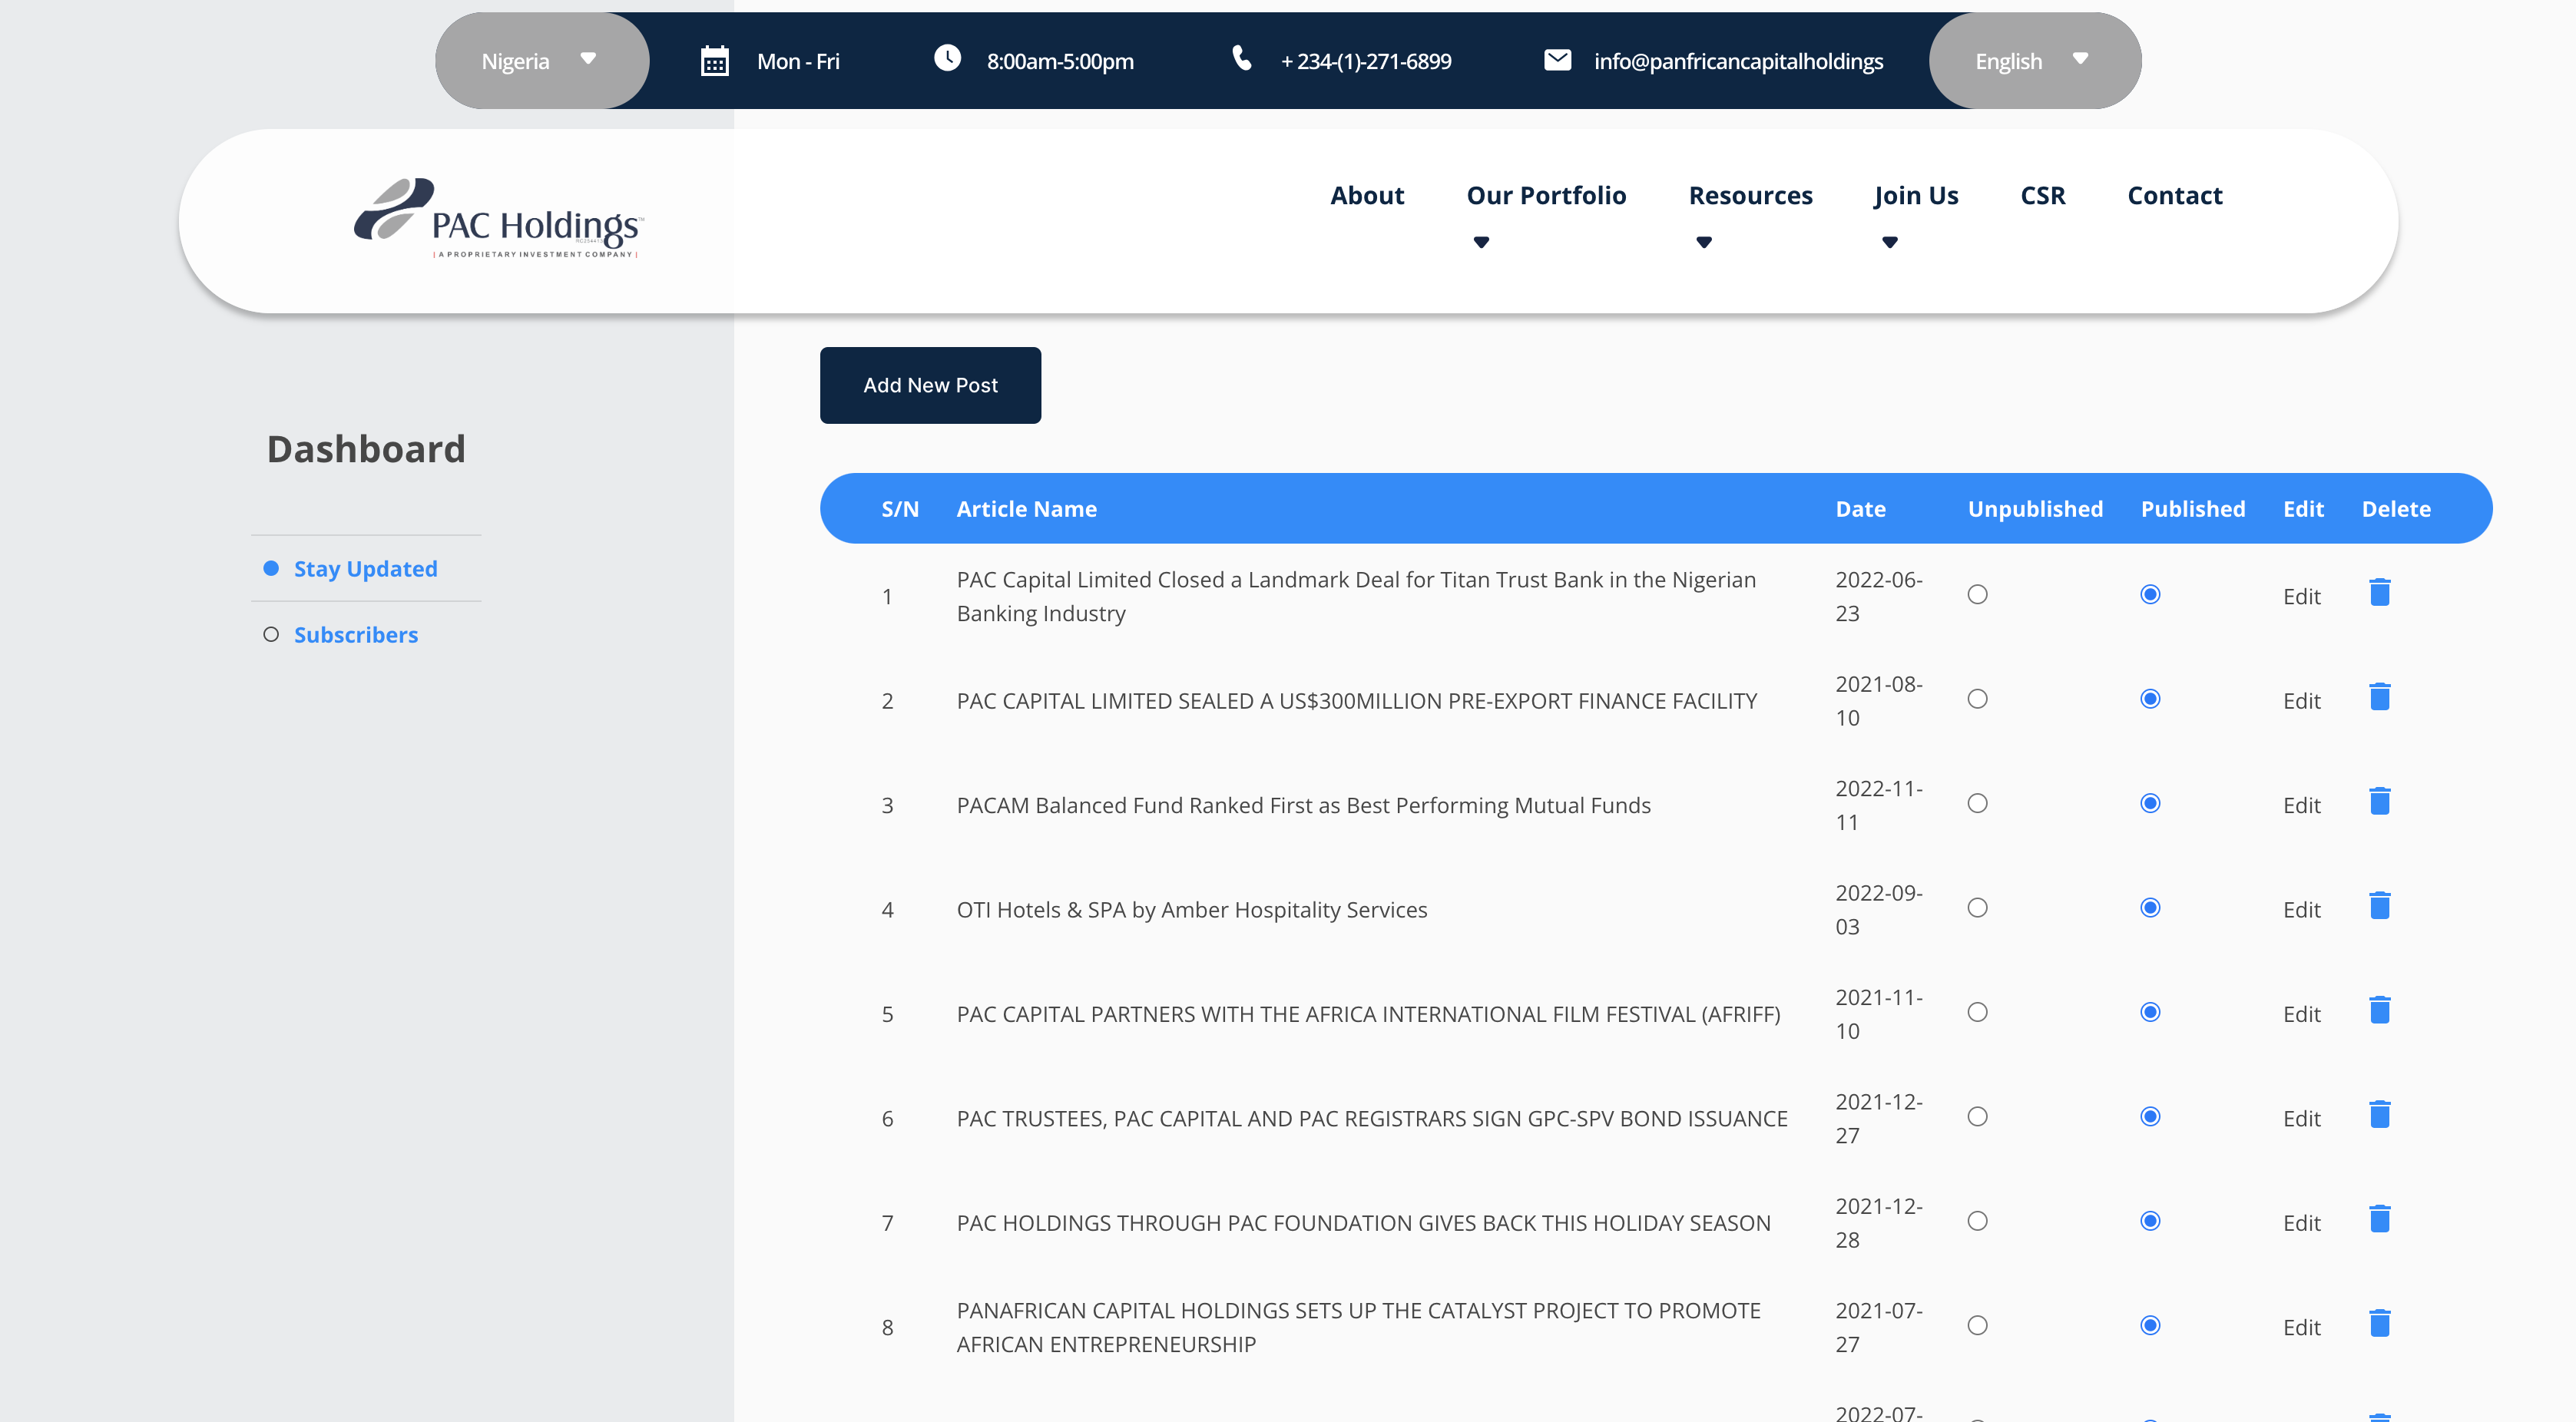 Nigeria
Mon - Fri
8:00am-5:00pm
+ 234-(1)-271-6899
info@panfricancapitalholdings
English
PAC Holdings™
| A PROPRIETARY INVESTMENT COMPANY |
About
Our Portfolio
Resources
Join Us
CSR
Contact
Dashboard
Stay Updated
Subscribers
Add New Post
S/N Article Name Date Unpublished Published Edit Delete
1 PAC Capital Limited Closed a Landmark Deal for Titan Trust Bank in the Nigerian
Banking Industry
2022-06-
23
Edit
2 PAC CAPITAL LIMITED SEALED A US$300MILLION PRE-EXPORT FINANCE FACILITY
2021-08-
10
Edit
3 PACAM Balanced Fund Ranked First as Best Performing Mutual Funds
2022-11-
11
Edit
4 OTI Hotels & SPA by Amber Hospitality Services
2022-09-
03
Edit
5 PAC CAPITAL PARTNERS WITH THE AFRICA INTERNATIONAL FILM FESTIVAL (AFRIFF)
2021-11-
10
Edit
6 PAC TRUSTEES, PAC CAPITAL AND PAC REGISTRARS SIGN GPC-SPV BOND ISSUANCE
2021-12-
27
Edit
7 PAC HOLDINGS THROUGH PAC FOUNDATION GIVES BACK THIS HOLIDAY SEASON
2021-12-
28
Edit
8 PANAFRICAN CAPITAL HOLDINGS SETS UP THE CATALYST PROJECT TO PROMOTE
AFRICAN ENTREPRENEURSHIP
2021-07-
27
Edit
2022-07-